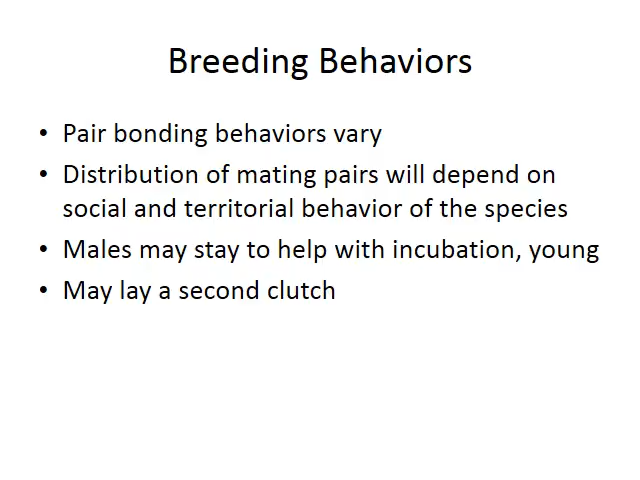 Breeding Behaviors
• Pair bonding behaviors vary
• Distribution of mating pairs will depend on
social and territorial behavior of the species
• Males may stay to help with incubation, young
• May lay a second clutch